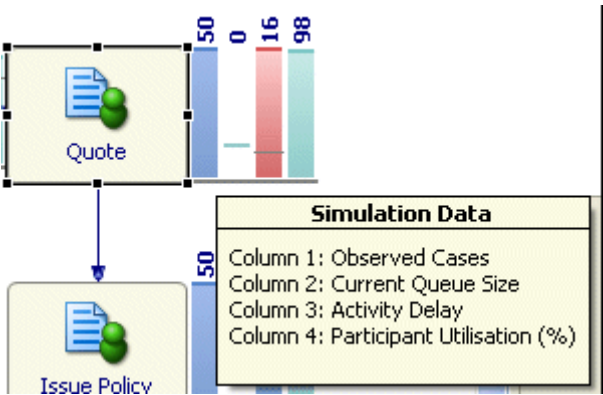 50
0
16
98
Quote
Simulation Data
Column 1: Observed Cases
Column 2: Current Queue Size
Column 3: Activity Delay
Column 4: Participant Utilisation (%)
50
Issue Policy